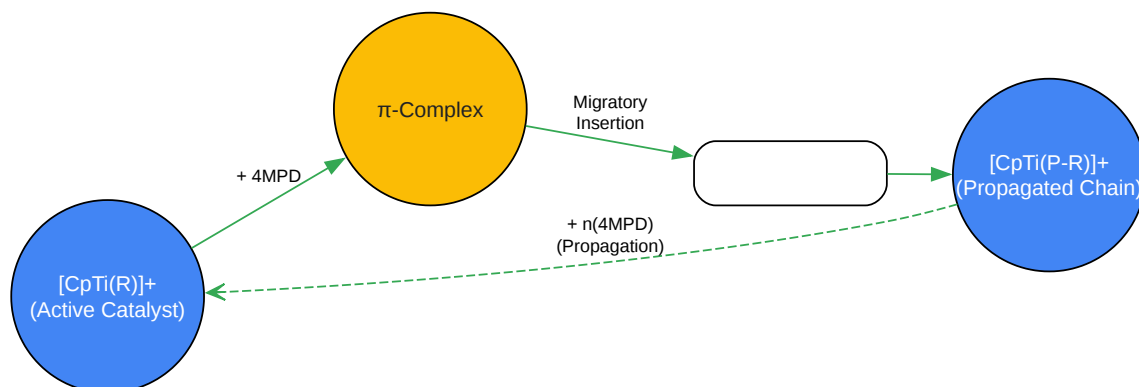 π-Complex
Migratory
Insertion
+ 4MPD
[CpTi(P-R)]+
(Propagated Chain)
+ n(4MPD)
(Propagation)
[CpTi(R)]+
(Active Catalyst)